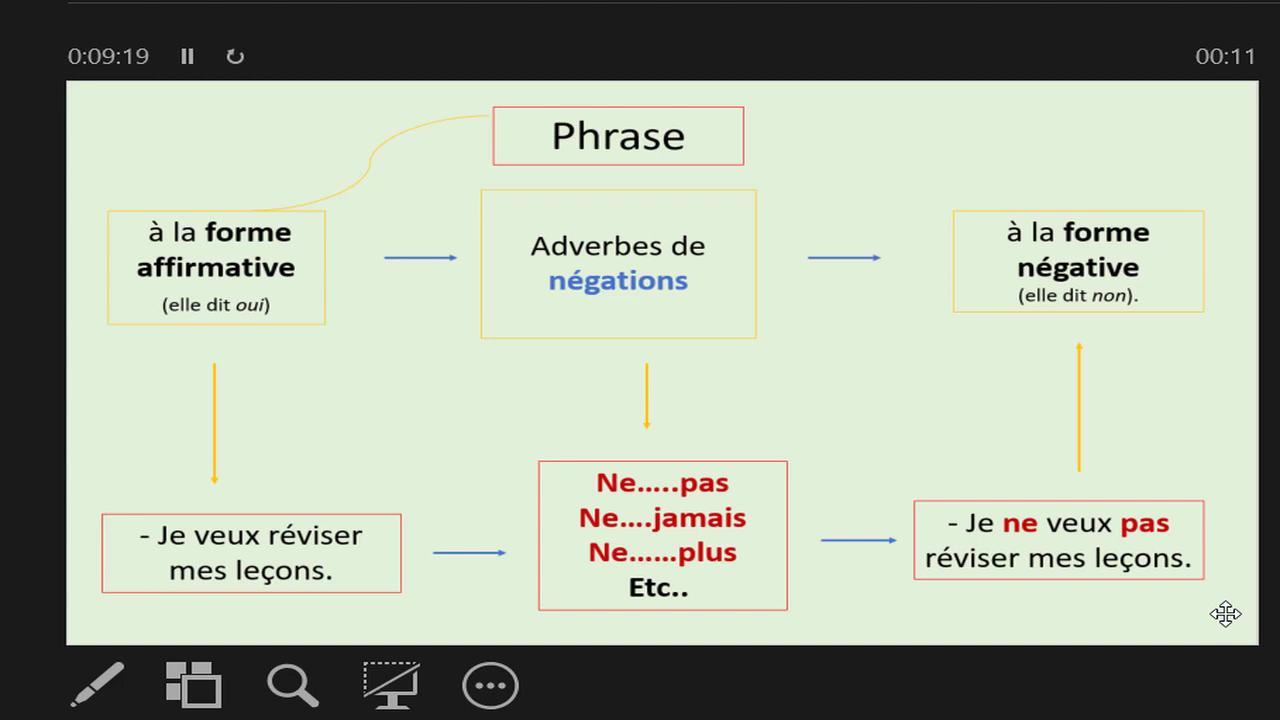 0:09:19
00:11
Phrase
à la forme
affirmative
(elle dit oui)
Adverbes de
négations
à la forme
négative
(elle dit non).
- Je veux réviser
mes leçons.
Ne.....pas
Ne....jamais
Ne......plus
Etc..
- Je ne veux pas
réviser mes leçons.